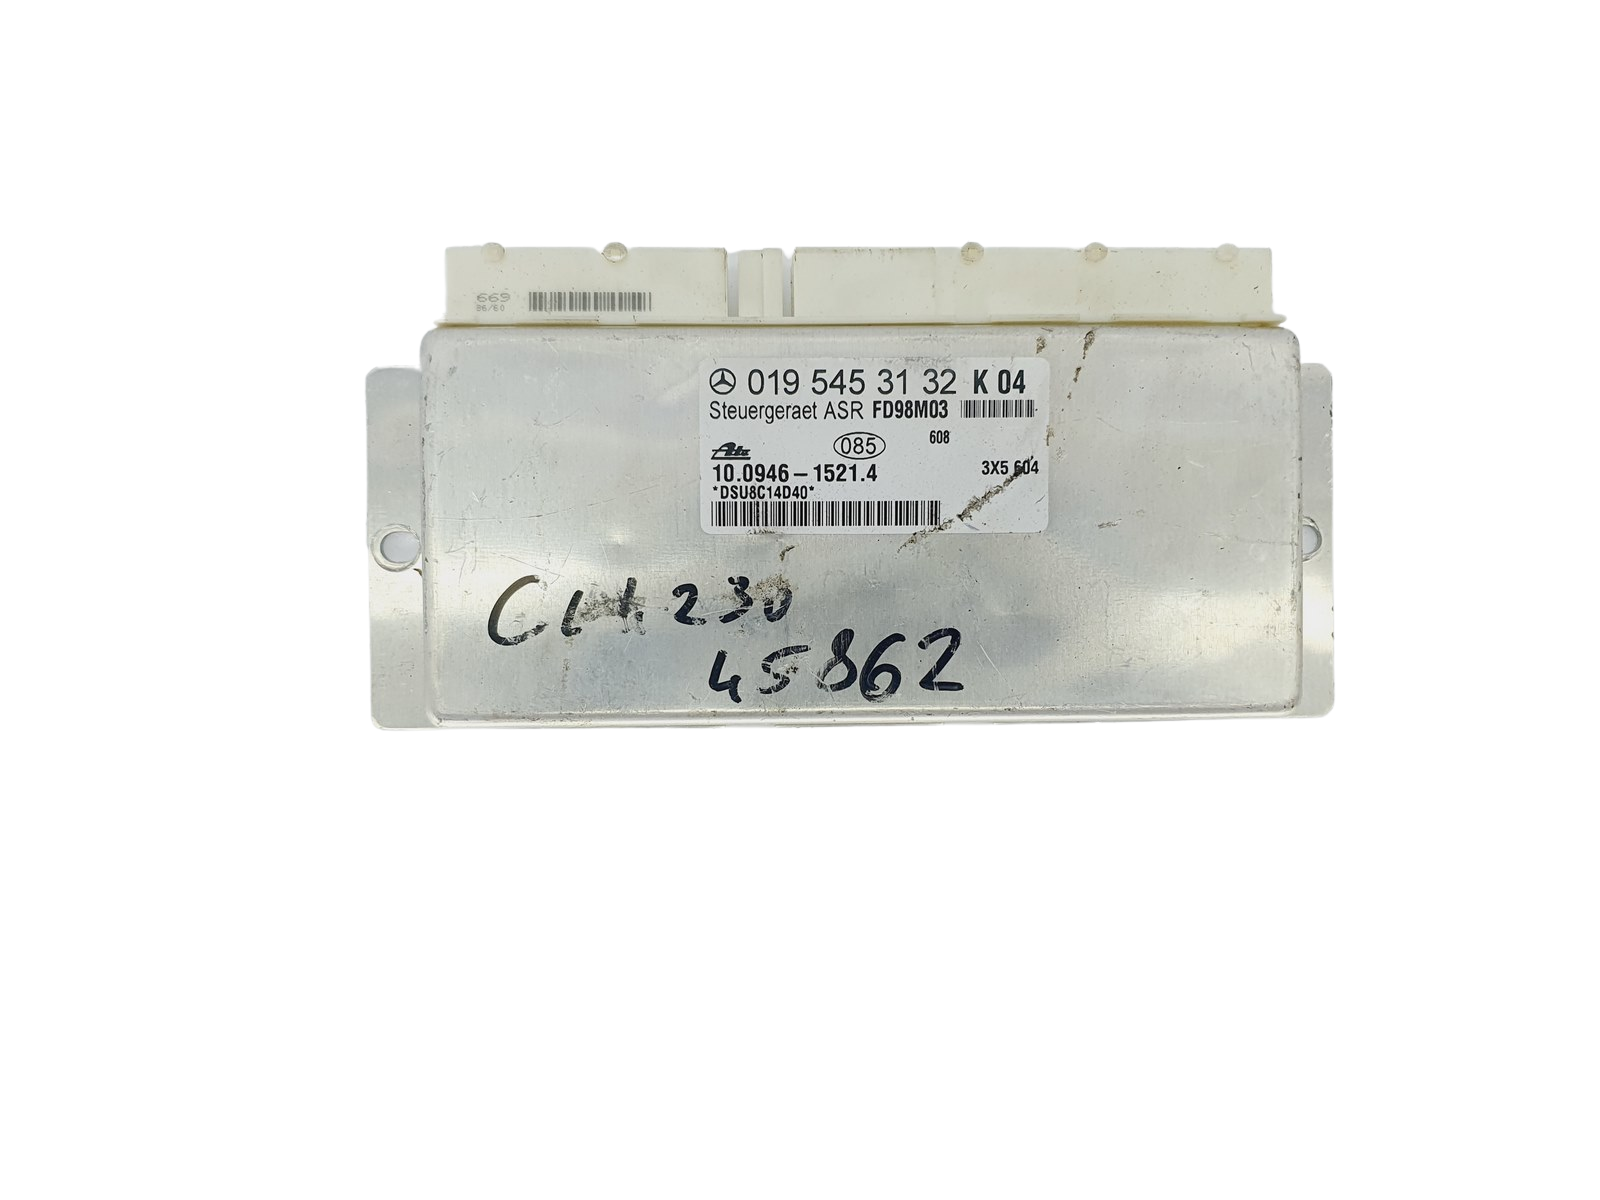 669
019 545 31 32 K 04
Steuergeraet ASR FD98M03
608
085
Ate
10.0946-1521.4 3X5 604
*DSU8C14D40*
CLK 230
45862